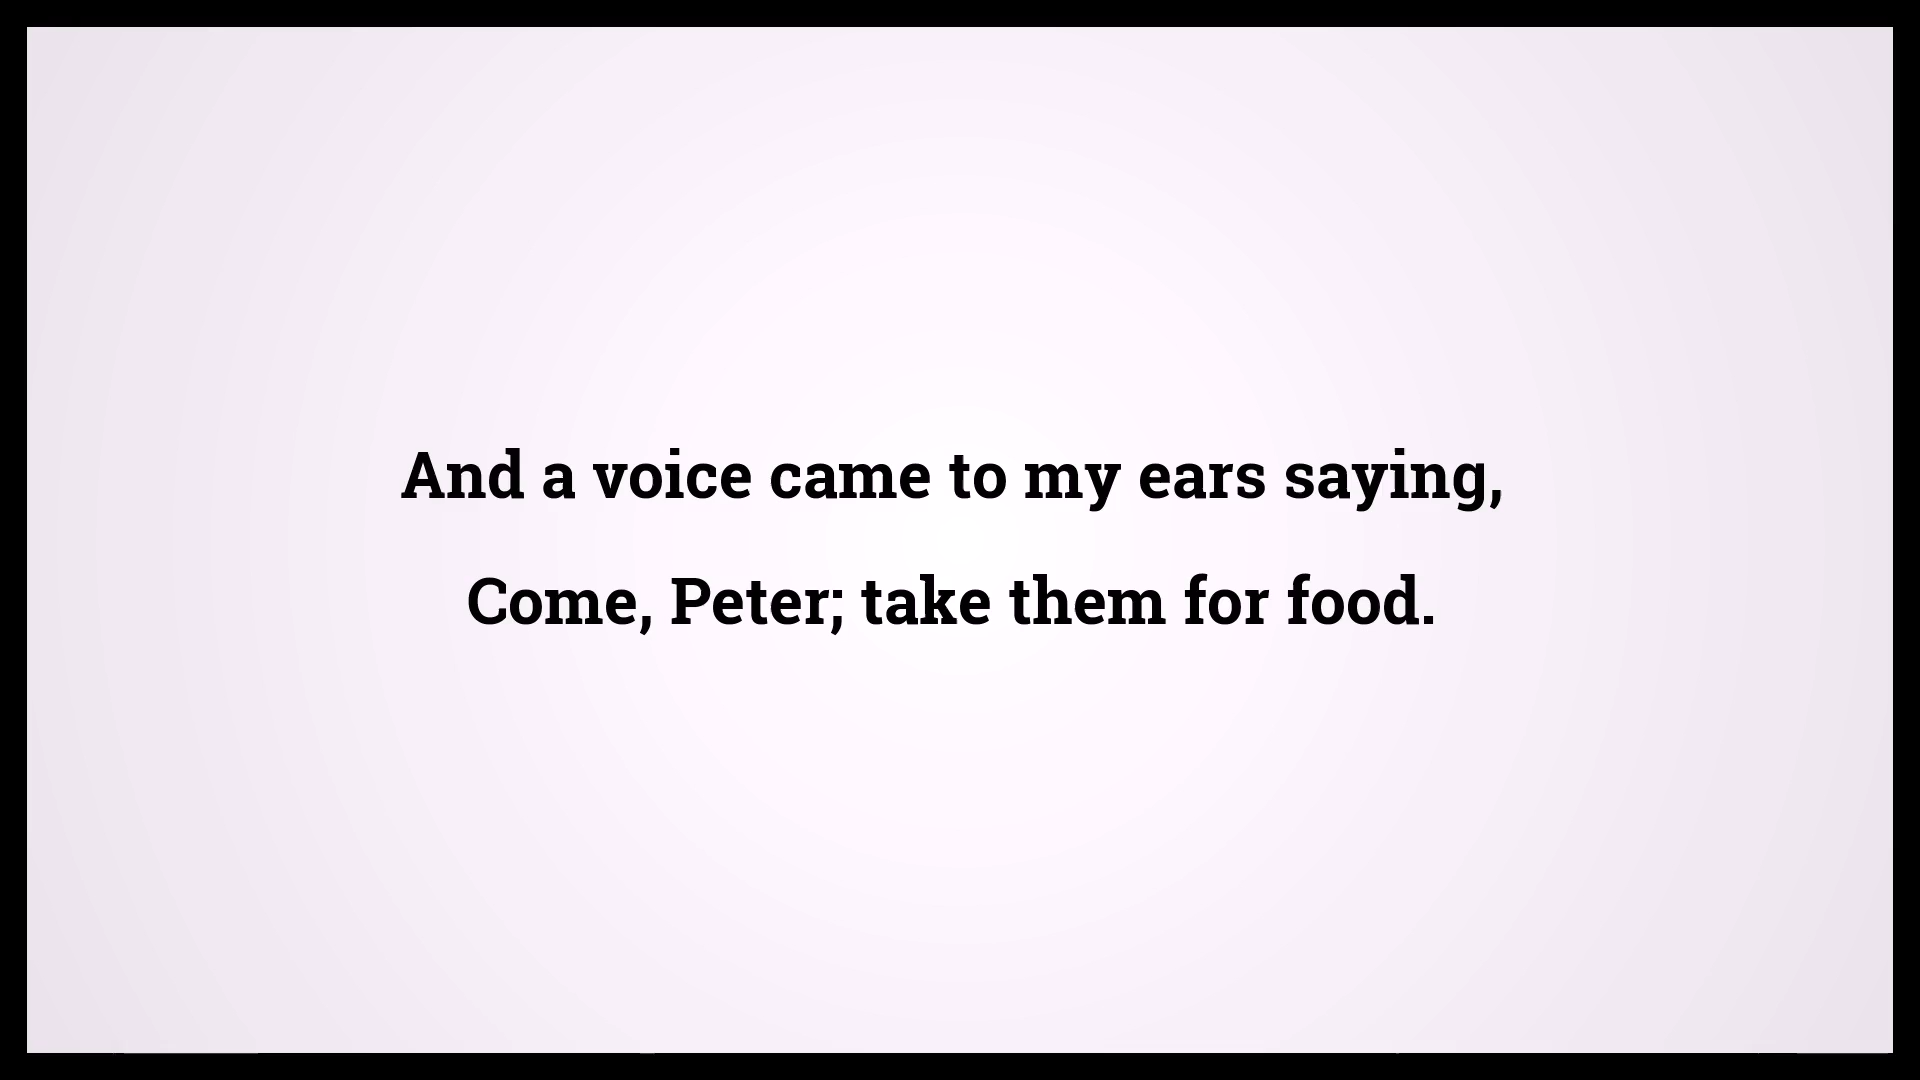 And a voice came to my ears saying,
Come, Peter; take them for food.